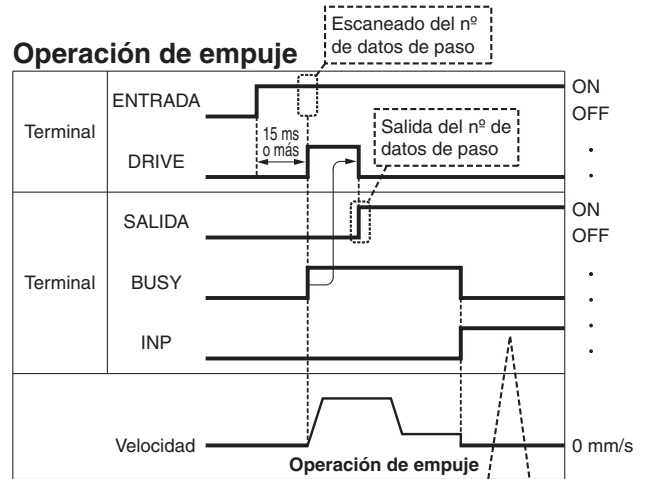 Escaneado del nº
de datos de paso
Operación de empuje
ENTRADA
ON
OFF
Terminal
15 ms
o más
Salida del nº de
datos de paso
DRIVE
SALIDA
ON
OFF
Terminal
BUSY
INP
Velocidad
0 mm/s
Operación de empuje